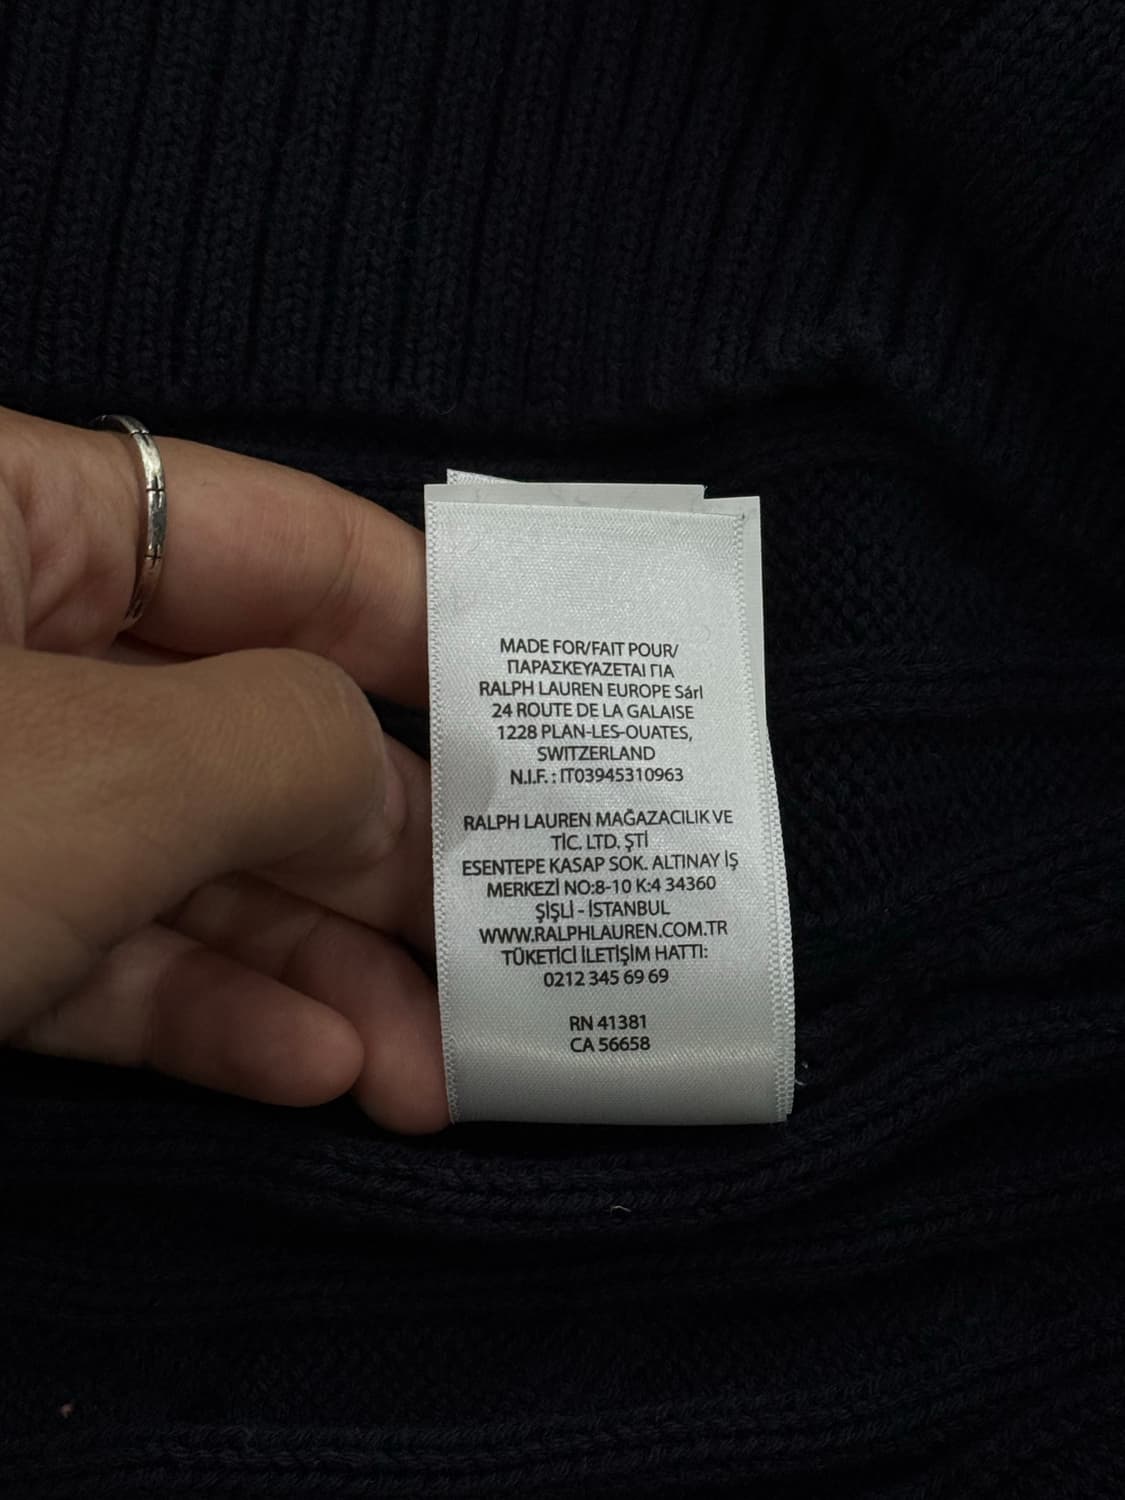 MADE FOR/FAIT POUR/
ΠΑΡΑΣΚΕΥΑΖΕΤΑΙ ΓΙΑ
RALPH LAUREN EUROPE Sárl
24 ROUTE DE LA GALAISE
1228 PLAN-LES-OUATES,
SWITZERLAND
N.I.F. : IT03945310963
RALPH LAUREN MAĞAZACILIK VE
TİC. LTD. ŞTİ
ESENTEPE KASAP SOK. ALTINAY İŞ
MERKEZİ NO:8-10 K:4 34360
ŞİŞLİ - İSTANBUL
WWW.RALPHLAUREN.COM.TR
TÜKETİCİ İLETİŞİM HATTI:
0212 345 69 69
RN 41381
CA 56658